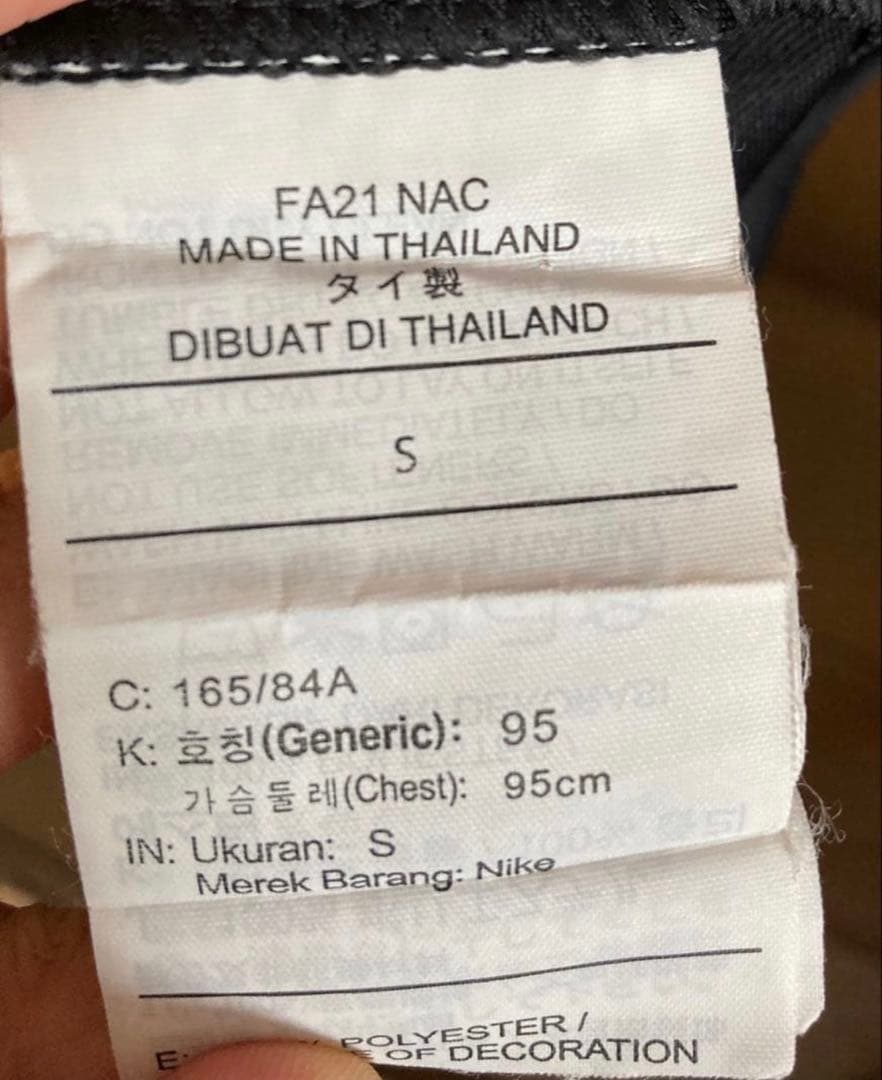 FA21 NAC
MADE IN THAILAND
タイ製
DIBUAT DI THAILAND
S
C: 165/84A
K: 호칭(Generic): 95
가슴둘레(Chest): 95cm
IN: Ukuran: S
Merek Barang: Nike
E: POLYESTER /
OF DECORATION